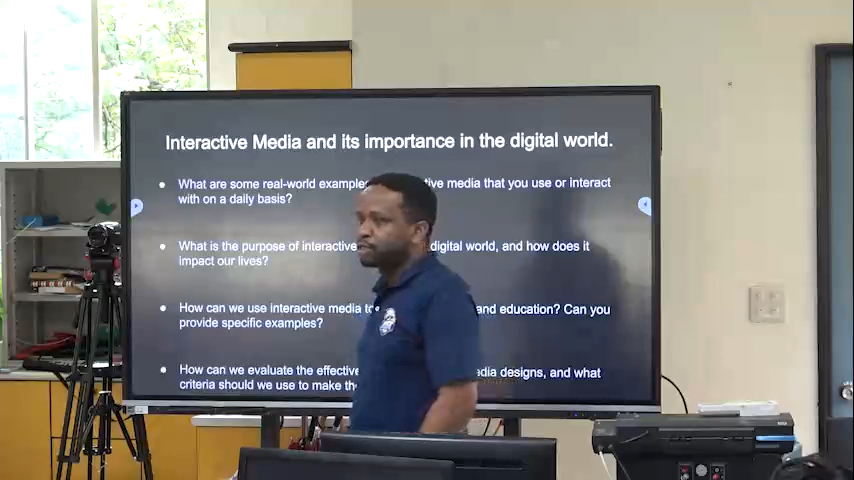 Interactive Media and its importance in the digital world.
What are some real-world example tive media that you use or interact
with on a daily basis?
What is the purpose of interactive digital world, and how does it
impact our lives?
How can we use interactive media to and education? Can you
provide specific examples?
How can we evaluate the effective edia designs, and what
criteria should we use to make th